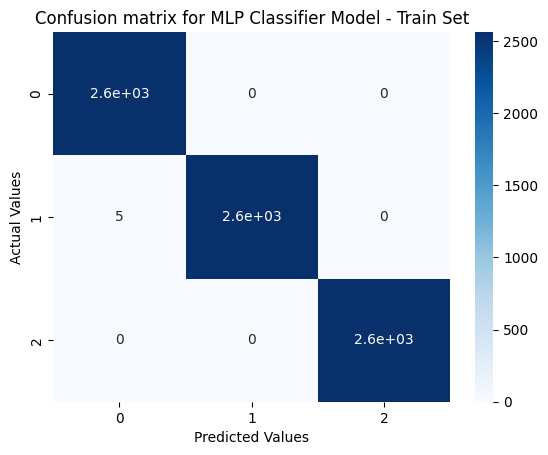 Confusion matrix for MLP Classifier Model - Train Set
Actual Values
0
1
2
2.6e+03 0 0
5 2.6e+03 0
0 0 2.6e+03
0 1 2
Predicted Values
2500
2000
1500
1000
500
0